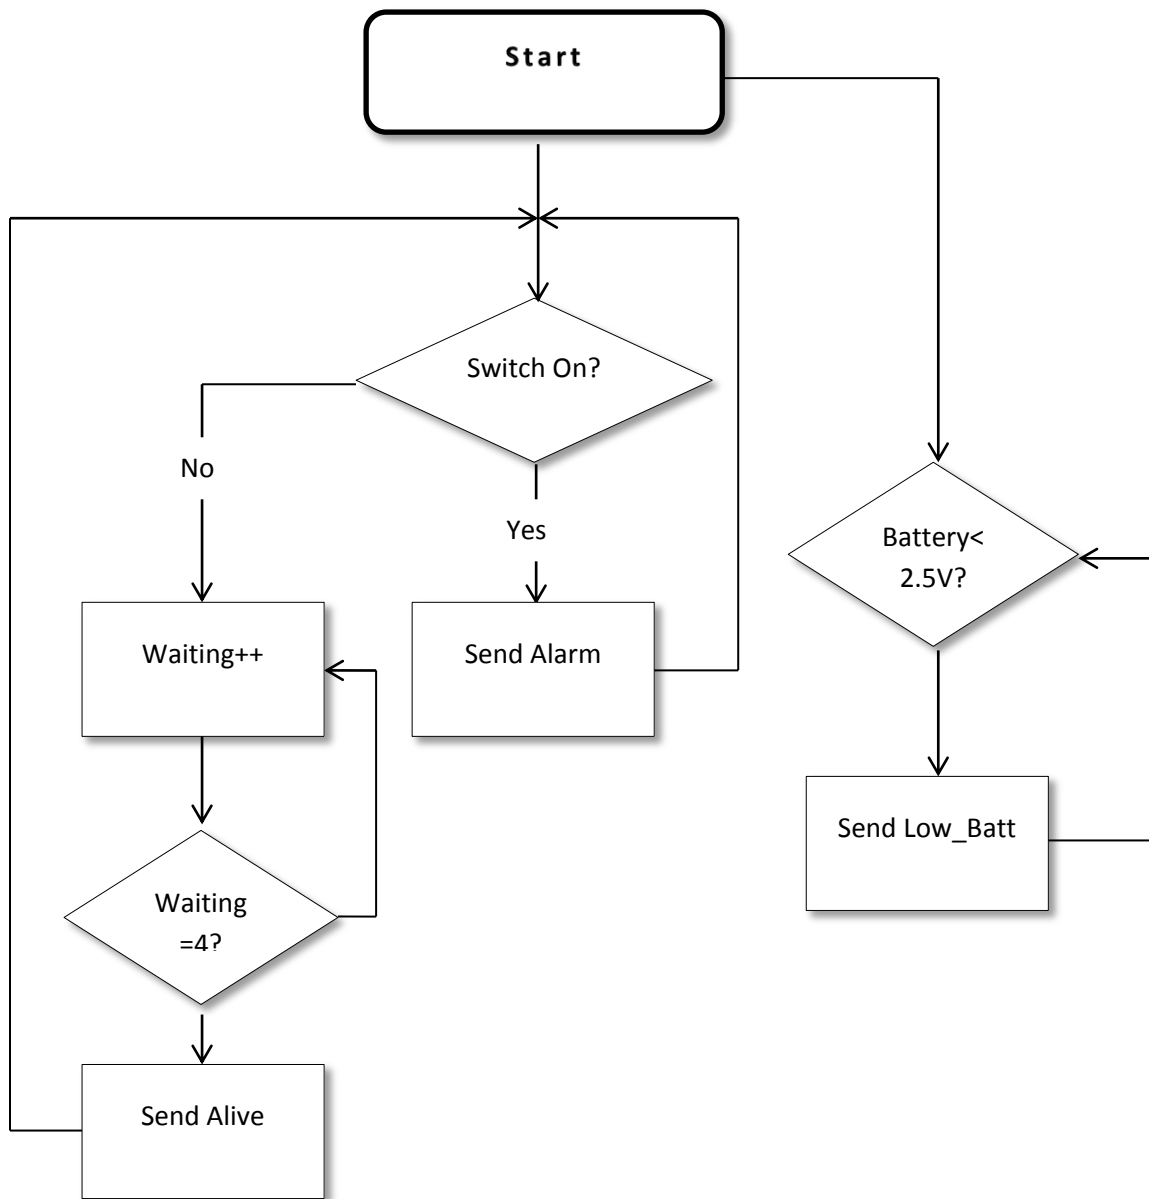 Start
Switch On?
No
Yes
Battery<
2.5V?
Waiting++
Send Alarm
Send Low_Batt
Waiting
=4?
Send Alive